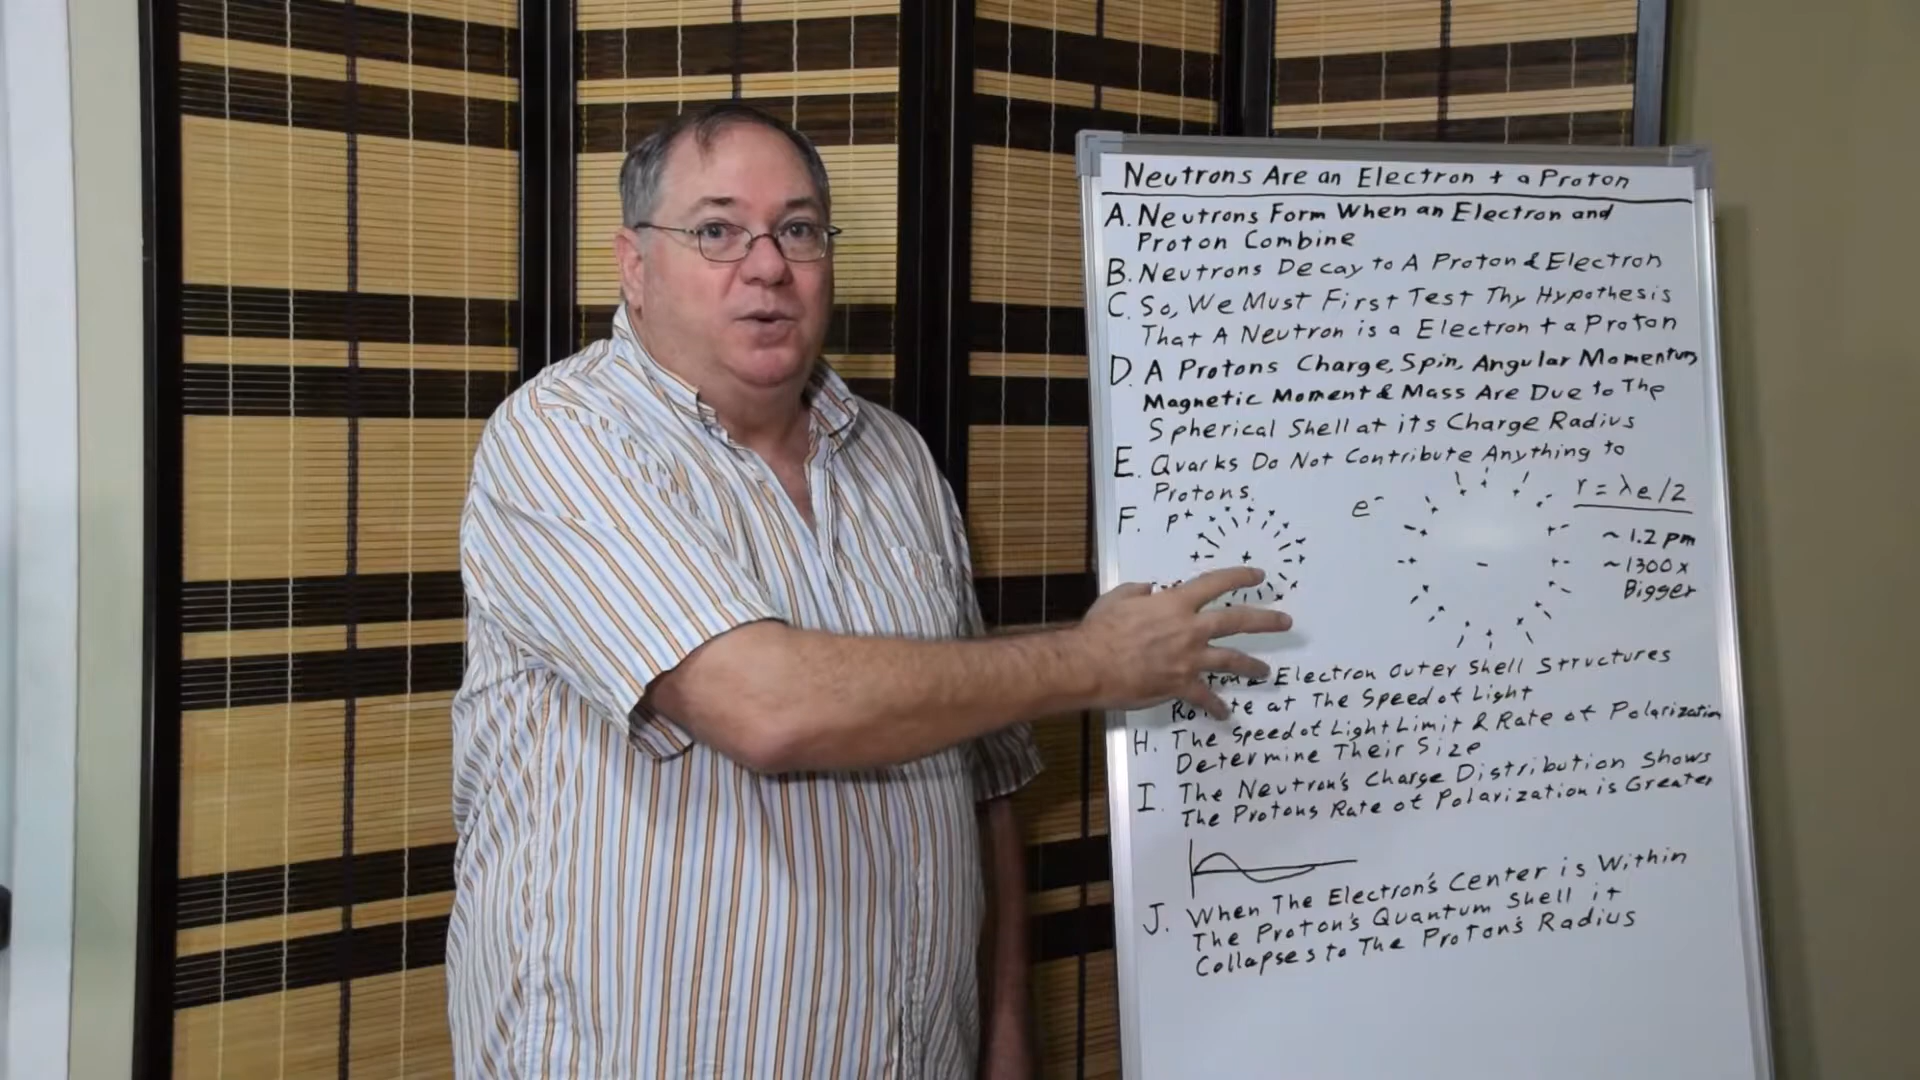 Neutrons Are an Electron + a Proton
A. Neutrons Form When an Electron and
Proton Combine
B. Neutrons Decay to A Proton & Electron
C. So, We Must First Test Thy Hypothesis
That A Neutron is a Electron + a Proton
D. A Protons Charge, Spin, Angular Momentum,
Magnetic Moment & Mass Are Due to The
Spherical Shell at its Charge Radius
E. Quarks Do Not Contribute Anything to
Protons.
F. P+
e-
r = λe/2
~ 1.2 pm
~ 1300x
Bigger
Electron Outer Shell Structures
at The Speed of Light
H. The Speed of Light Limit & Rate of Polarization
Determine Their Size
I. The Neutron's Charge Distribution Shows
The Protons Rate of Polarization is Greater
J. When The Electron's Center is Within
The Proton's Quantum Shell it
Collapses to The Proton's Radius